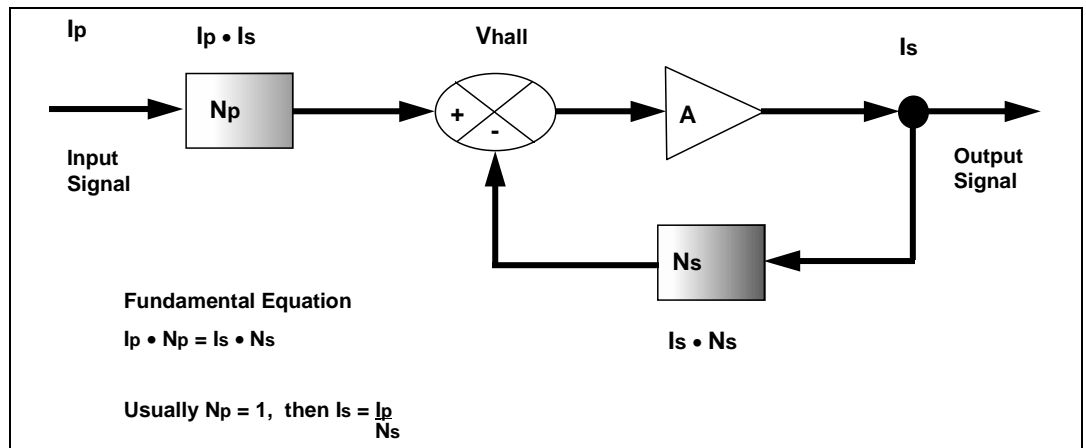 Ip
Ip • Is
Vhall
Is
Np
+
-
A
Input
Signal
Output
Signal
Ns
Is • Ns
Fundamental Equation
Ip • Np = Is • Ns
Usually Np = 1, then Is = Ip
Ns